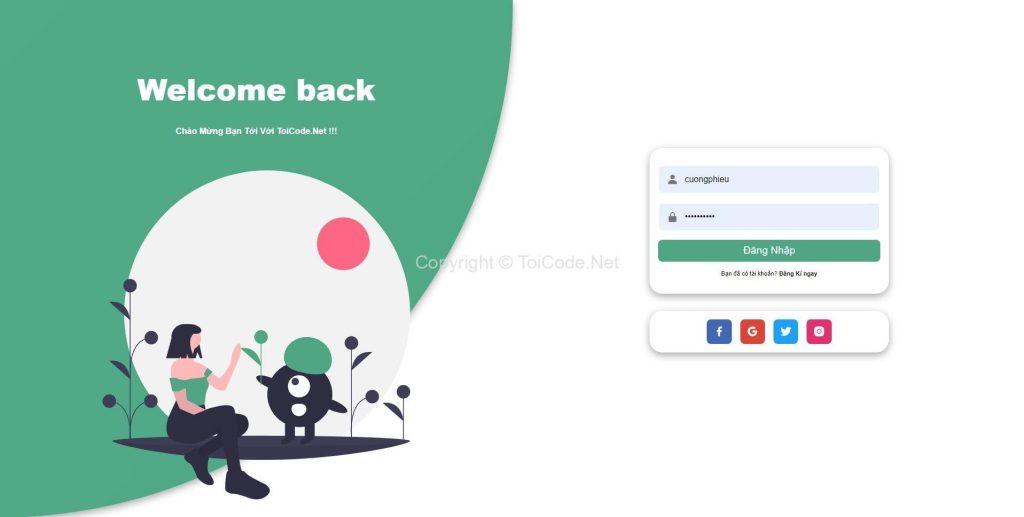 Welcome back
Chào Mừng Bạn Tới Với ToiCode.Net !!!
cuongphieu
••••••••••
Đăng Nhập
Bạn đã có tài khoản? Đăng Kí ngay
Copyright © ToiCode.Net